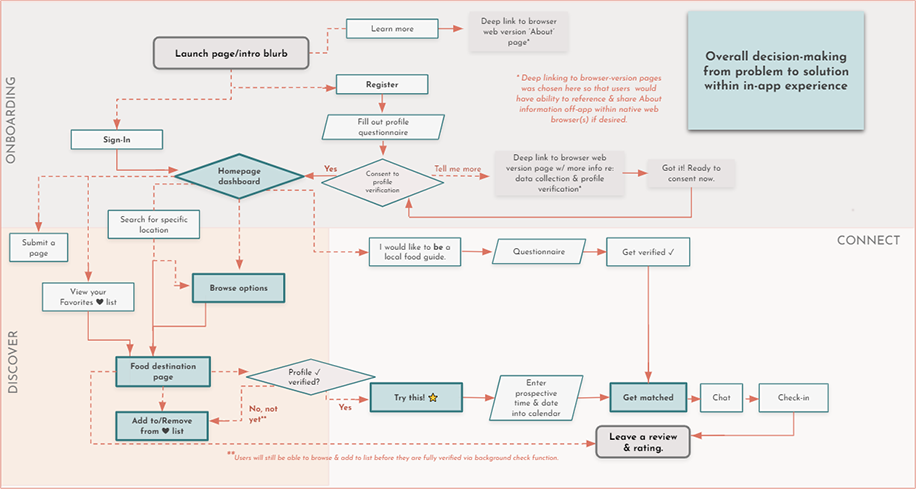 ONBOARDING
Launch page/intro blurb
Learn more
Deep link to browser
web version 'About'
page*
Overall decision-making
from problem to solution
within in-app experience
Register
* Deep linking to browser-version pages
was chosen here so that users would
have ability to reference & share About
information off-app within native web
browser(s) if desired.
Fill out profile
questionnaire
Sign-In
Homepage
dashboard
Yes
Consent to
profile
verification
Tell me more
Deep link to browser web
version page w/ more info re:
data collection & profile
verification*
Got it! Ready to
consent now.
Search for specific
location
Submit a
page
CONNECT
I would like to be a
local food guide.
Questionnaire
Get verified ✓
View your
Favorites ♥ list
Browse options
DISCOVER
Food destination
page
Profile ✓
verified?
No, not
yet**
Yes
Try this! ⭐
Enter
prospective
time & date
into calendar
Get matched
Chat
Check-in
Add to/Remove
from ♥ list
Leave a review
& rating.
**Users will still be able to browse & add to list before they are fully verified via background check function.